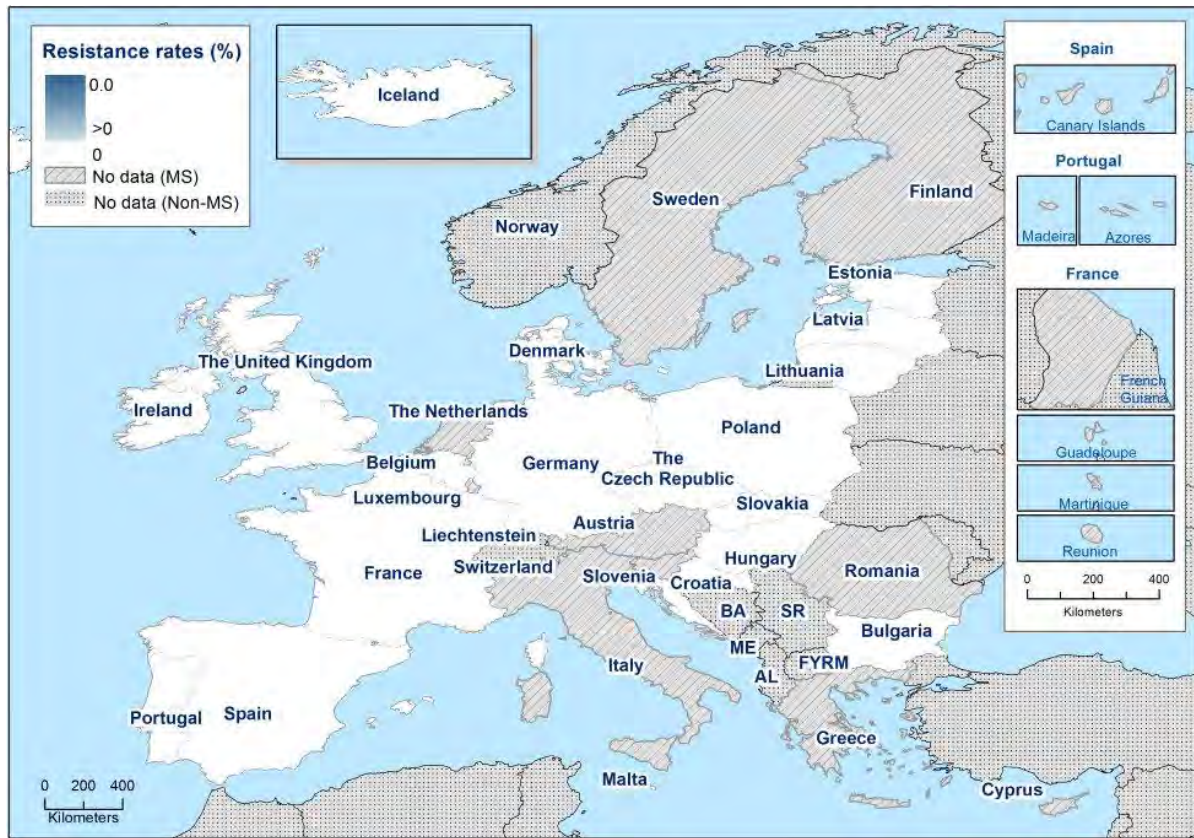 Resistance rates (%)
0.0
>0
0
No data (MS)
No data (Non-MS)
Iceland
Norway
Sweden
Finland
Estonia
Latvia
Lithuania
Denmark
The United Kingdom
Ireland
The Netherlands
Belgium
Luxembourg
Germany
Poland
The
Czech Republic
Slovakia
Liechtenstein
Austria
Switzerland
Slovenia
Hungary
Croatia
Romania
France
BA
SR
ME
Bulgaria
Italy
AL
FYRM
Portugal
Spain
Greece
Malta
Cyprus
0 200 400
Kilometers
Spain
Canary Islands
Portugal
Madeira
Azores
France
French
Guiana
Guadeloupe
Martinique
Reunion
0 200 400
Kilometers